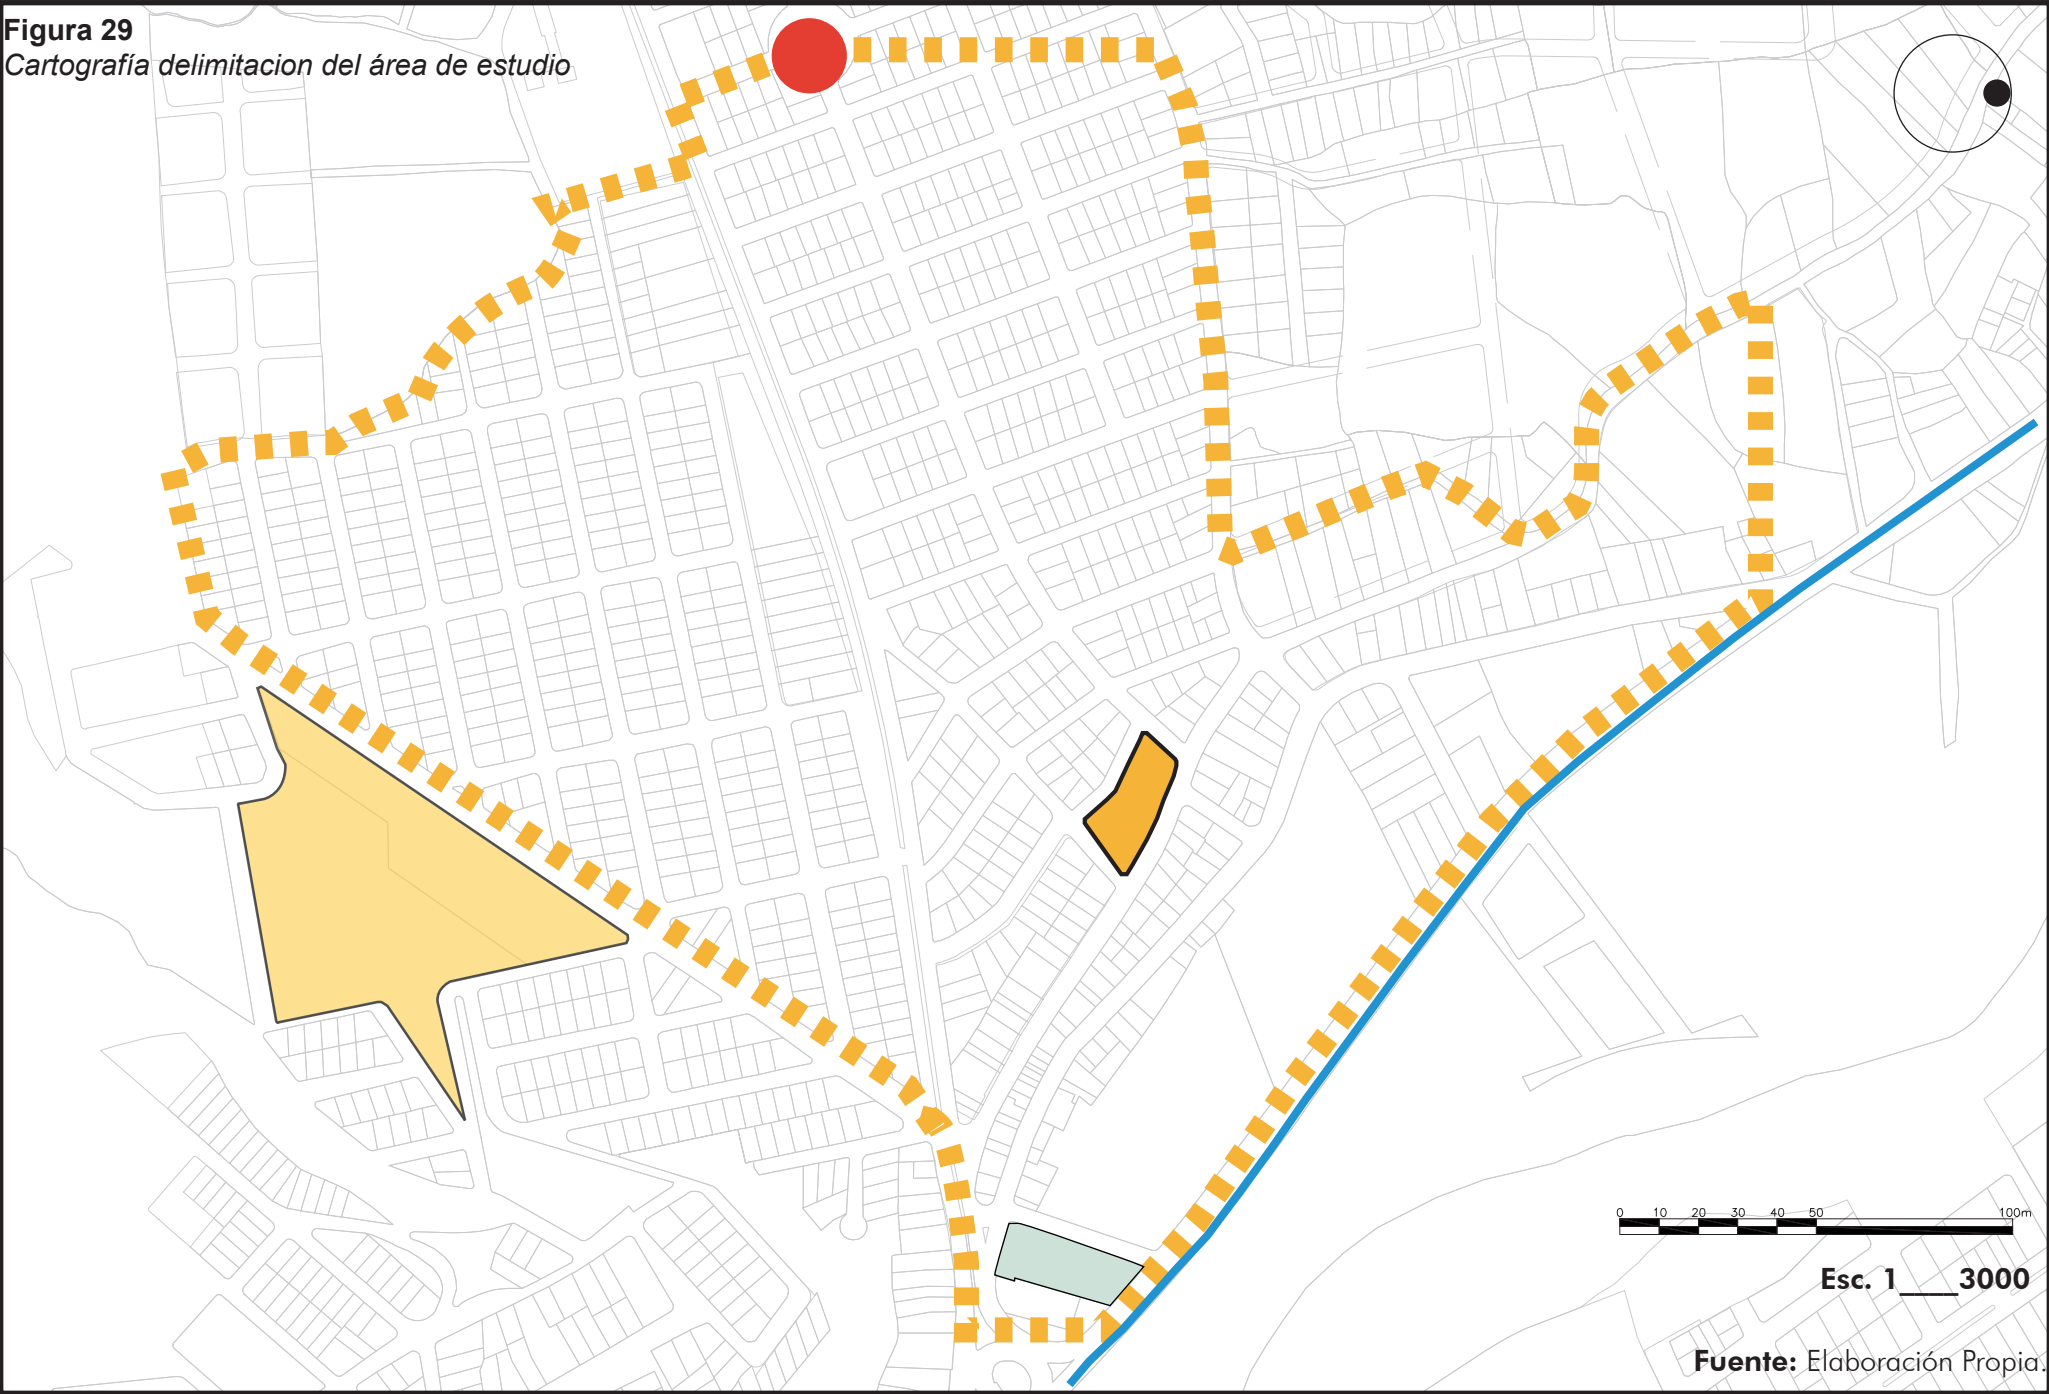 Figura 29
Cartografía delimitacion del área de estudio
0 10 20 30 40 50 100m
Esc. 1____3000
Fuente: Elaboración Propia.